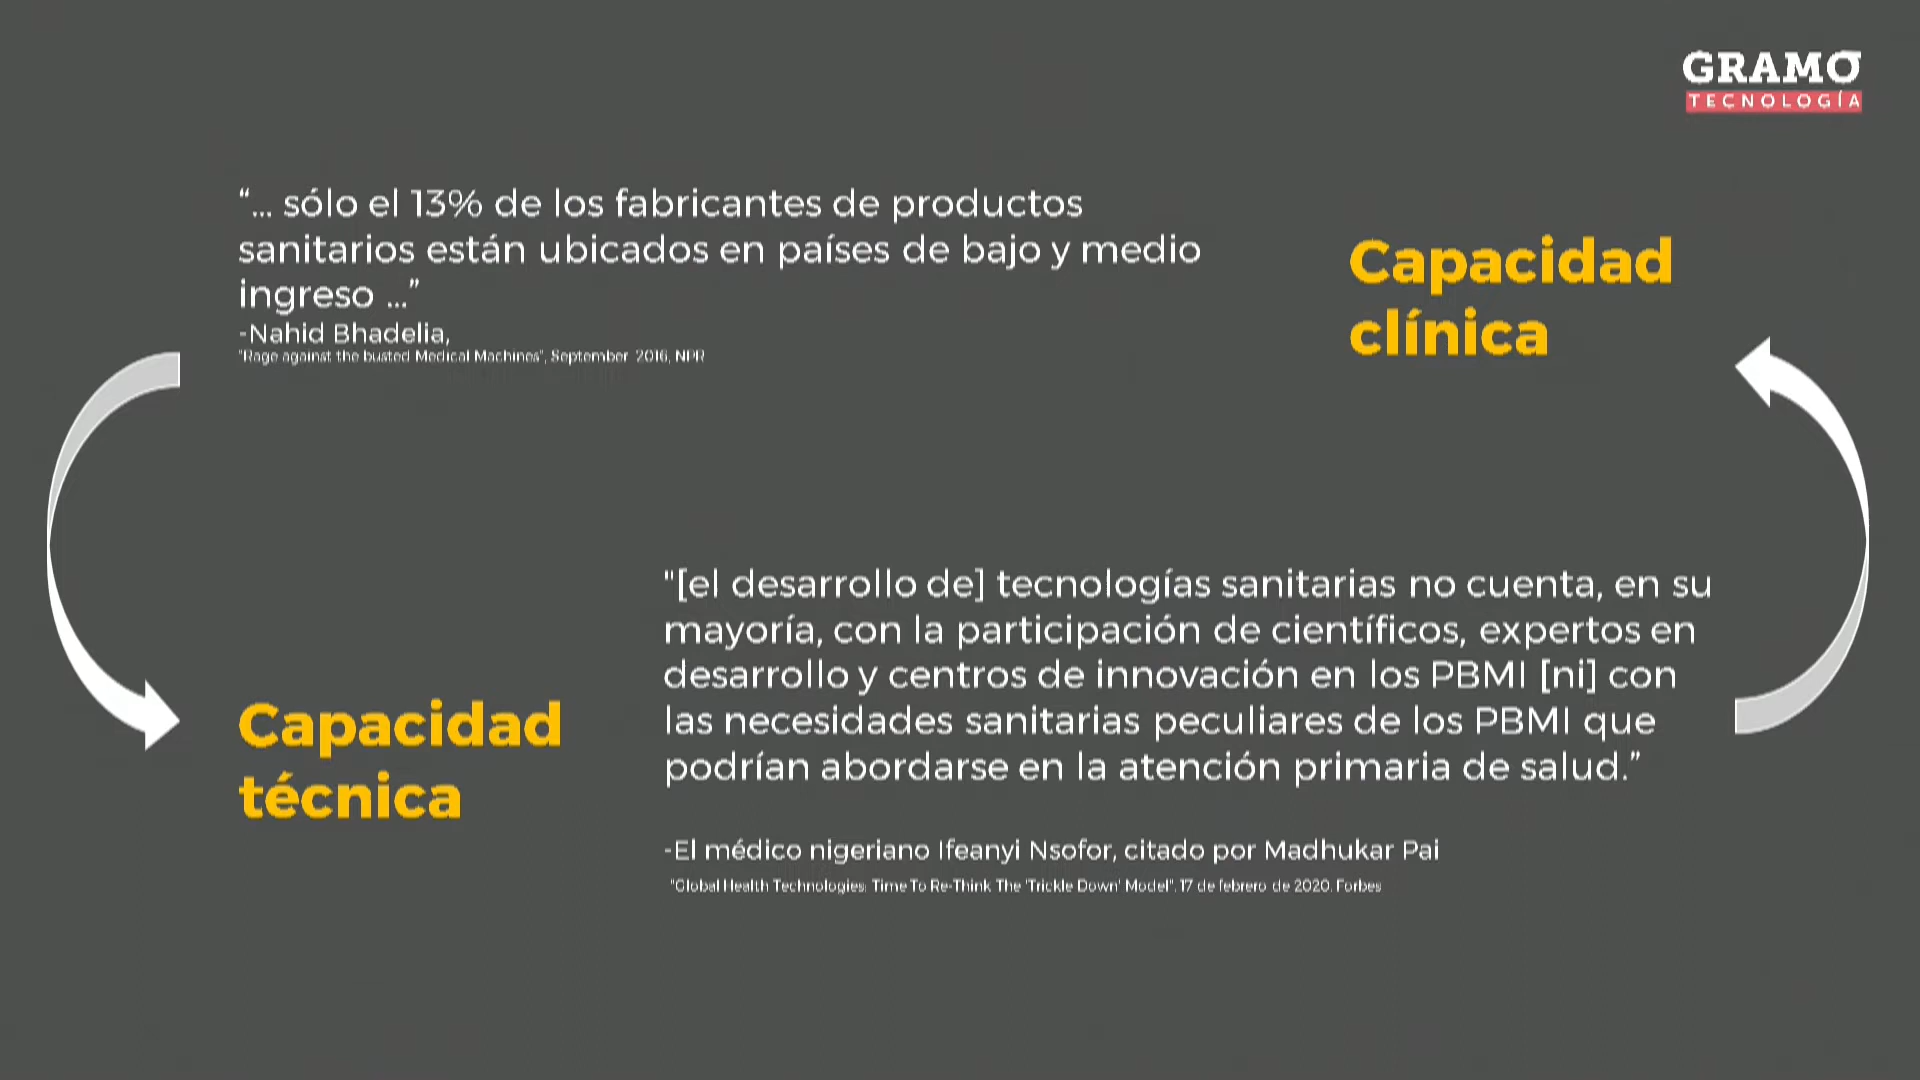 GRAMO
TECNOLOGÍA
“... sólo el 13% de los fabricantes de productos
sanitarios están ubicados en países de bajo y medio
ingreso ...”
-Nahid Bhadelia,
"Rage against the busted Medical Machines", September 2016, NPR
Capacidad
clínica
"[el desarrollo de] tecnologías sanitarias no cuenta, en su
mayoría, con la participación de científicos, expertos en
desarrollo y centros de innovación en los PBMI [ni] con
las necesidades sanitarias peculiares de los PBMI que
podrían abordarse en la atención primaria de salud.”
Capacidad
técnica
-El médico nigeriano Ifeanyi Nsofor, citado por Madhukar Pai
"Global Health Technologies: Time To Re-Think The 'Trickle Down' Model". 17 de febrero de 2020. Forbes